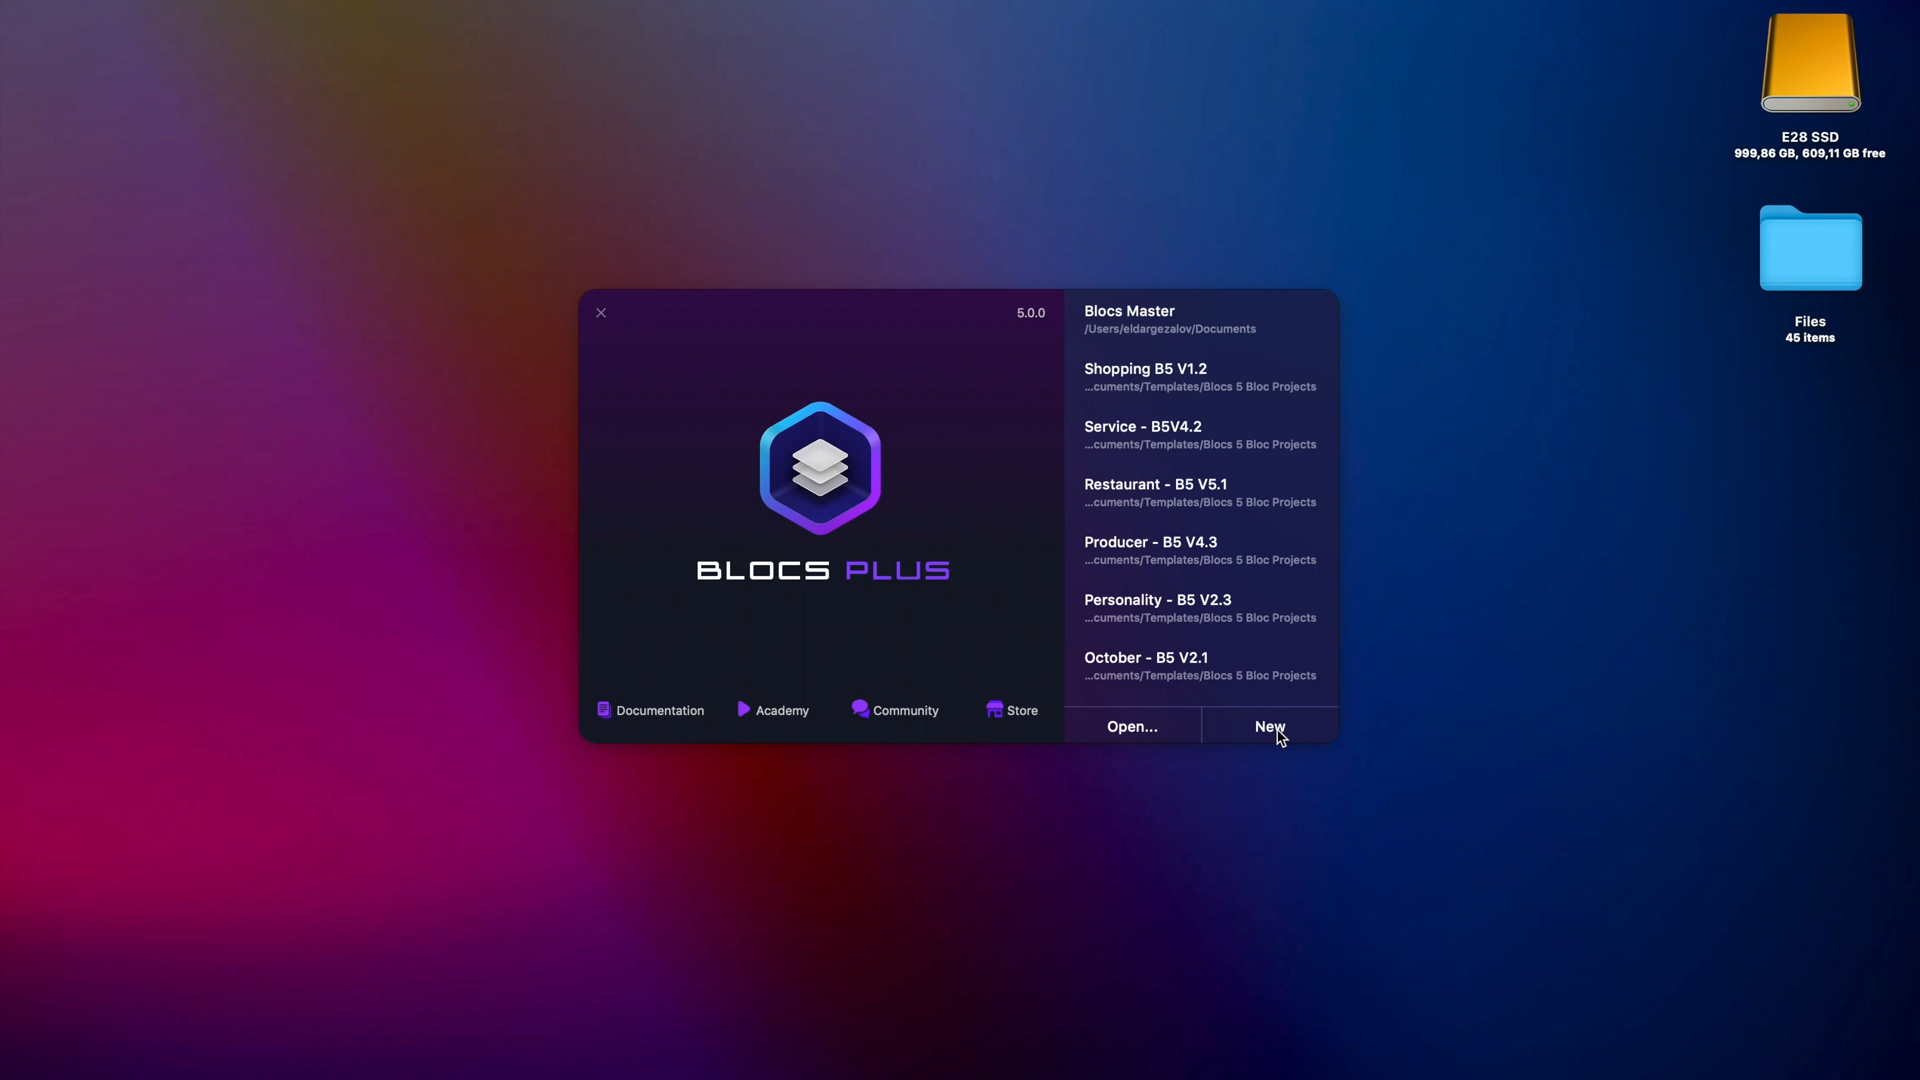 E28 SSD
999,86 GB, 609,11 GB free
Files
45 items
5.0.0
BLOCS PLUS
Documentation
Academy
Community
Store
Blocs Master
/Users/eldargezalov/Documents
Shopping B5 V1.2
...cuments/Templates/Blocs 5 Bloc Projects
Service - B5V4.2
...cuments/Templates/Blocs 5 Bloc Projects
Restaurant - B5 V5.1
...cuments/Templates/Blocs 5 Bloc Projects
Producer - B5 V4.3
...cuments/Templates/Blocs 5 Bloc Projects
Personality - B5 V2.3
...cuments/Templates/Blocs 5 Bloc Projects
October - B5 V2.1
...cuments/Templates/Blocs 5 Bloc Projects
Open...
New